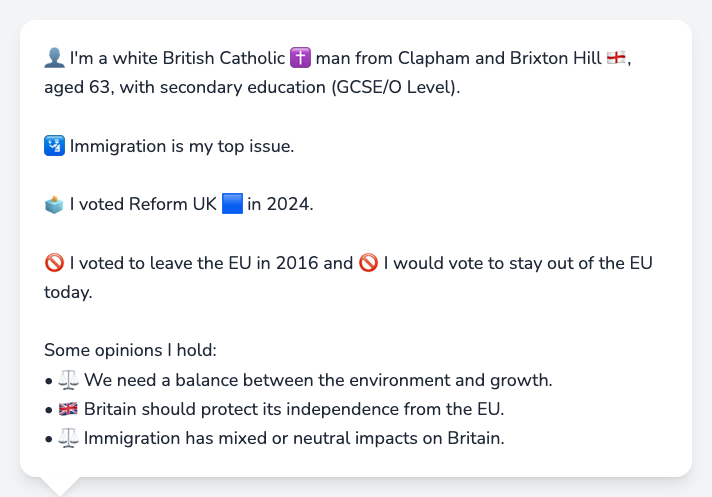 👤 I'm a white British Catholic ✝️ man from Clapham and Brixton Hill 🏴󠁧󠁢󠁥󠁮󠁧󠁿,
aged 63, with secondary education (GCSE/O Level).
🛂 Immigration is my top issue.
🗳️ I voted Reform UK 🟦 in 2024.
🚫 I voted to leave the EU in 2016 and 🚫 I would vote to stay out of the EU
today.
Some opinions I hold:
• ⚖️ We need a balance between the environment and growth.
• 🇬🇧 Britain should protect its independence from the EU.
• ⚖️ Immigration has mixed or neutral impacts on Britain.